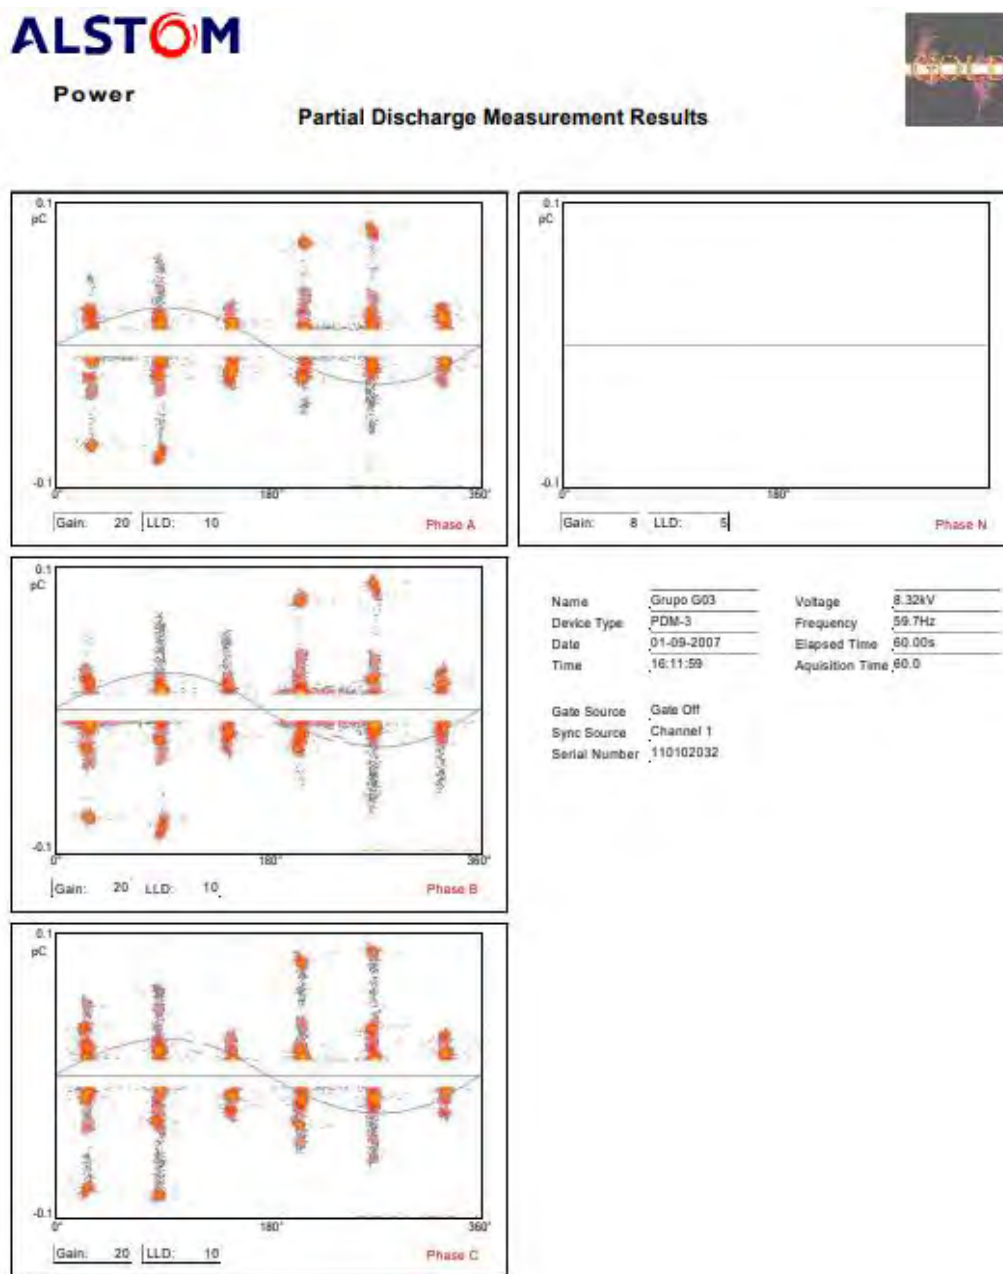 ALSTOM
Power
Partial Discharge Measurement Results
0.1
pC
-0.1
0° 180° 360°
Gain: 20 LLD: 10 Phase A
0.1
pC
-0.1
0° 180° 360°
Gain: 8 LLD: 5 Phase N
0.1
pC
-0.1
0° 180° 360°
Gain: 20 LLD: 10 Phase B
Name Grupo G03 Voltage 8.32kV
Device Type PDM-3 Frequency 59.7Hz
Date 01-09-2007 Elapsed Time 60.00s
Time 16:11:59 Aquisition Time 60.0
Gate Source Gate Off
Sync Source Channel 1
Serial Number 110102032
0.1
pC
-0.1
0° 180° 360°
Gain: 20 LLD: 10 Phase C